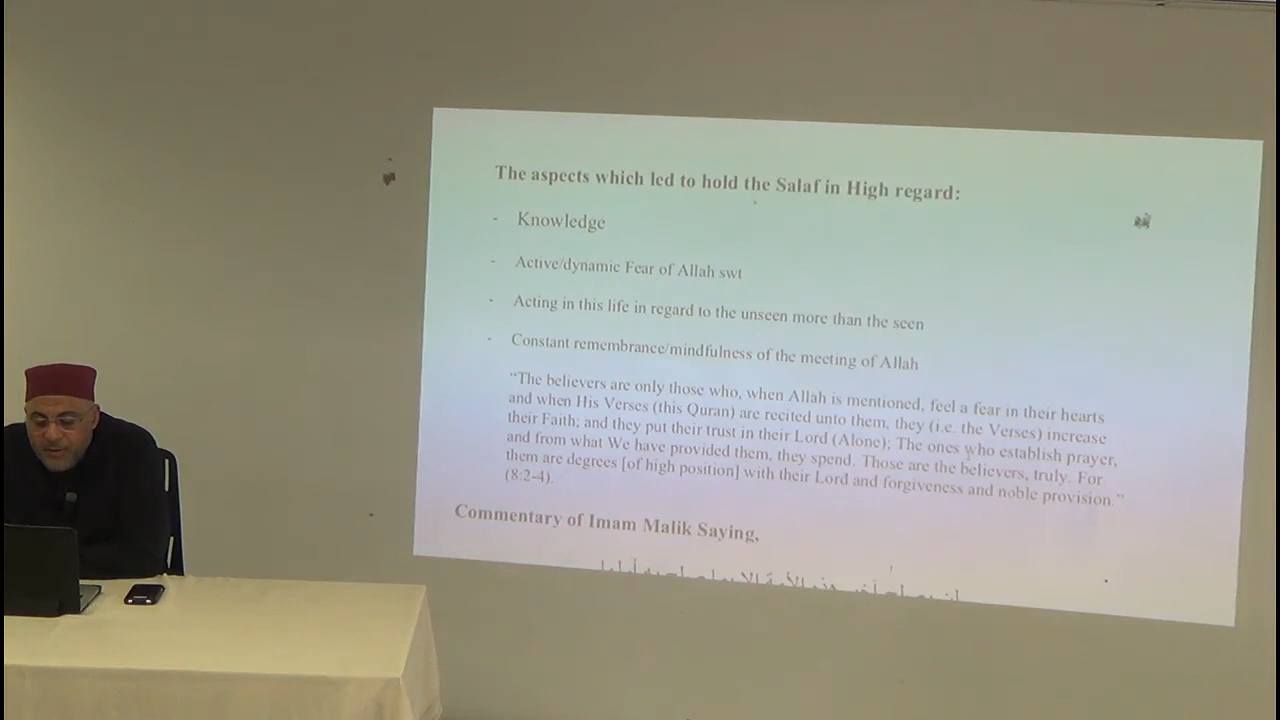 The aspects which led to hold the Salaf in High regard:
- Knowledge
- Active/dynamic Fear of Allah swt
- Acting in this life in regard to the unseen more than the seen
- Constant remembrance/mindfulness of the meeting of Allah
“The believers are only those who, when Allah is mentioned, feel a fear in their hearts
and when His Verses (this Quran) are recited unto them, they (i.e. the Verses) increase
their Faith; and they put their trust in their Lord (Alone); The ones who establish prayer,
and from what We have provided them, they spend. Those are the believers, truly. For
them are degrees [of high position] with their Lord and forgiveness and noble provision.”
(8:2-4).
Commentary of Imam Malik Saying,